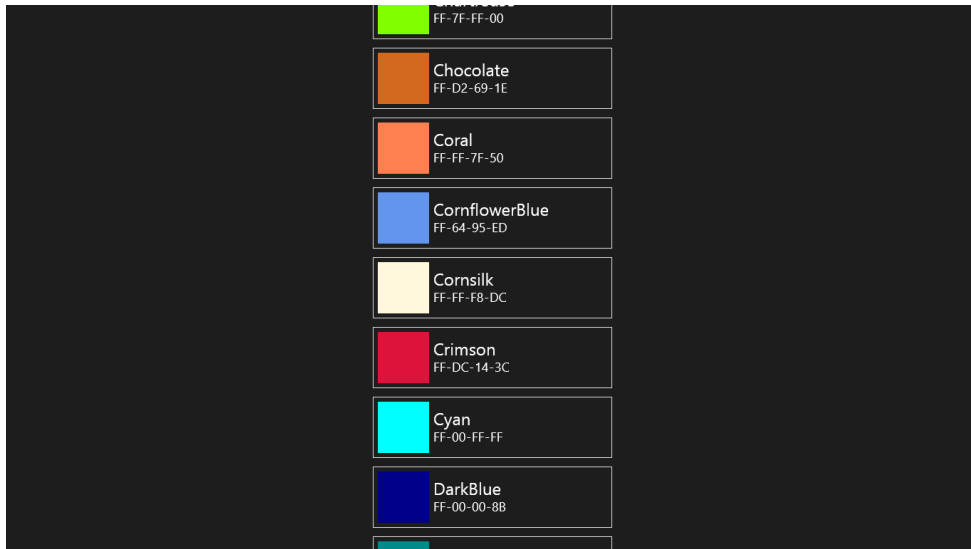 FF-7F-FF-00
Chocolate
FF-D2-69-1E
Coral
FF-FF-7F-50
CornflowerBlue
FF-64-95-ED
Cornsilk
FF-FF-F8-DC
Crimson
FF-DC-14-3C
Cyan
FF-00-FF-FF
DarkBlue
FF-00-00-8B